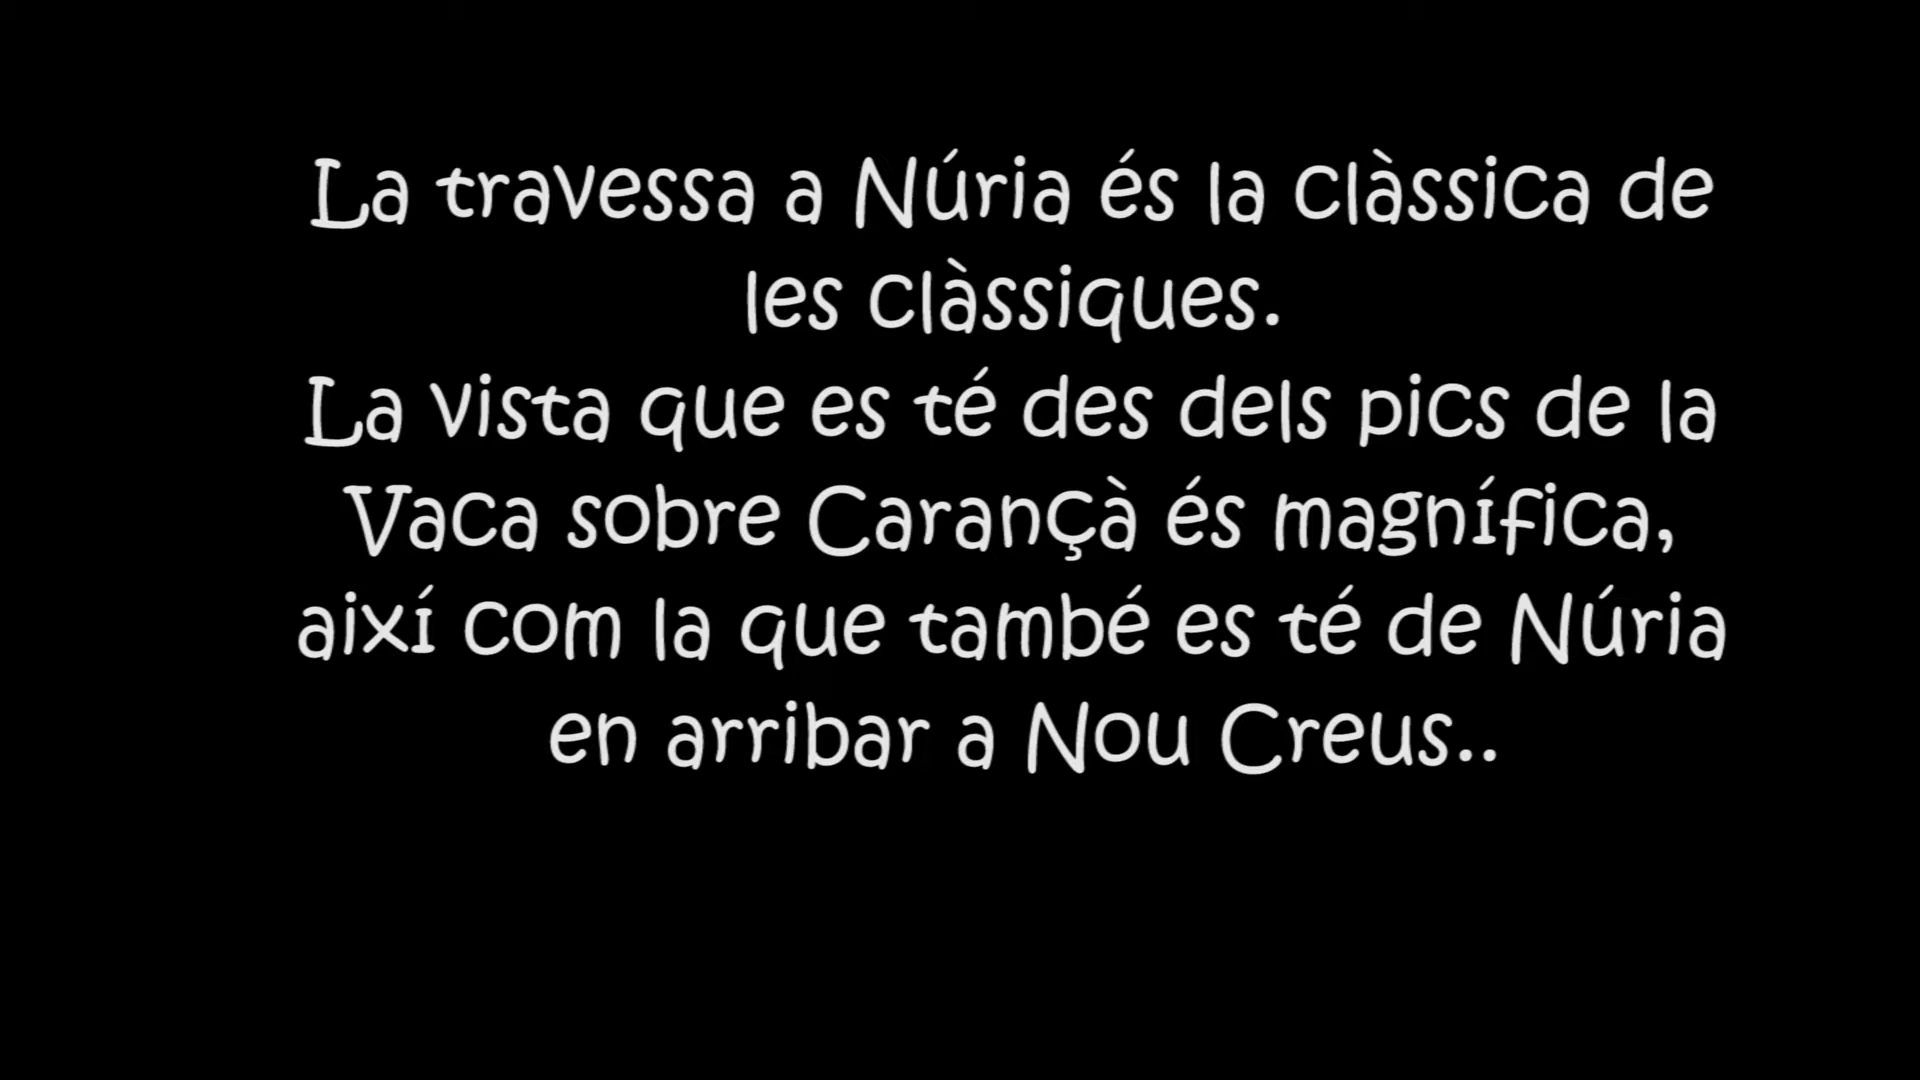 La travessa a Núria és la clàssica de
les clàssiques.
La vista que es té des dels pics de la
Vaca sobre Carançà és magnífica,
així com la que també es té de Núria
en arribar a Nou Creus..